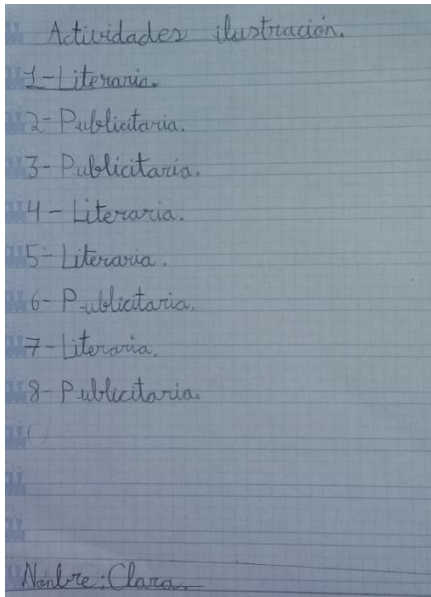 Actividades ilustración.
1-Literaria.
2-Publicitaria.
3-Publicitaria.
4-Literaria.
5-Literaria.
6-Publicitaria.
7-Literaria.
8-Publicitaria.
Nonbre: Clara.